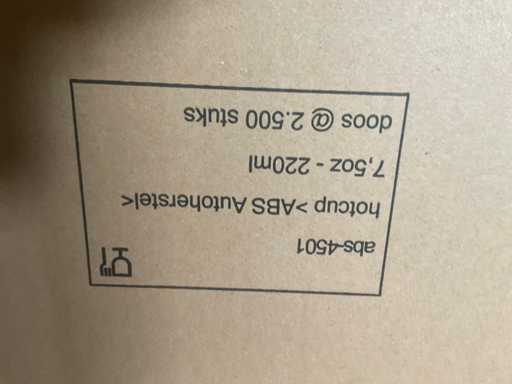 abs-4501
hotcup >ABS Autoherstel<
7,5oz - 220ml
doos @ 2.500 stuks